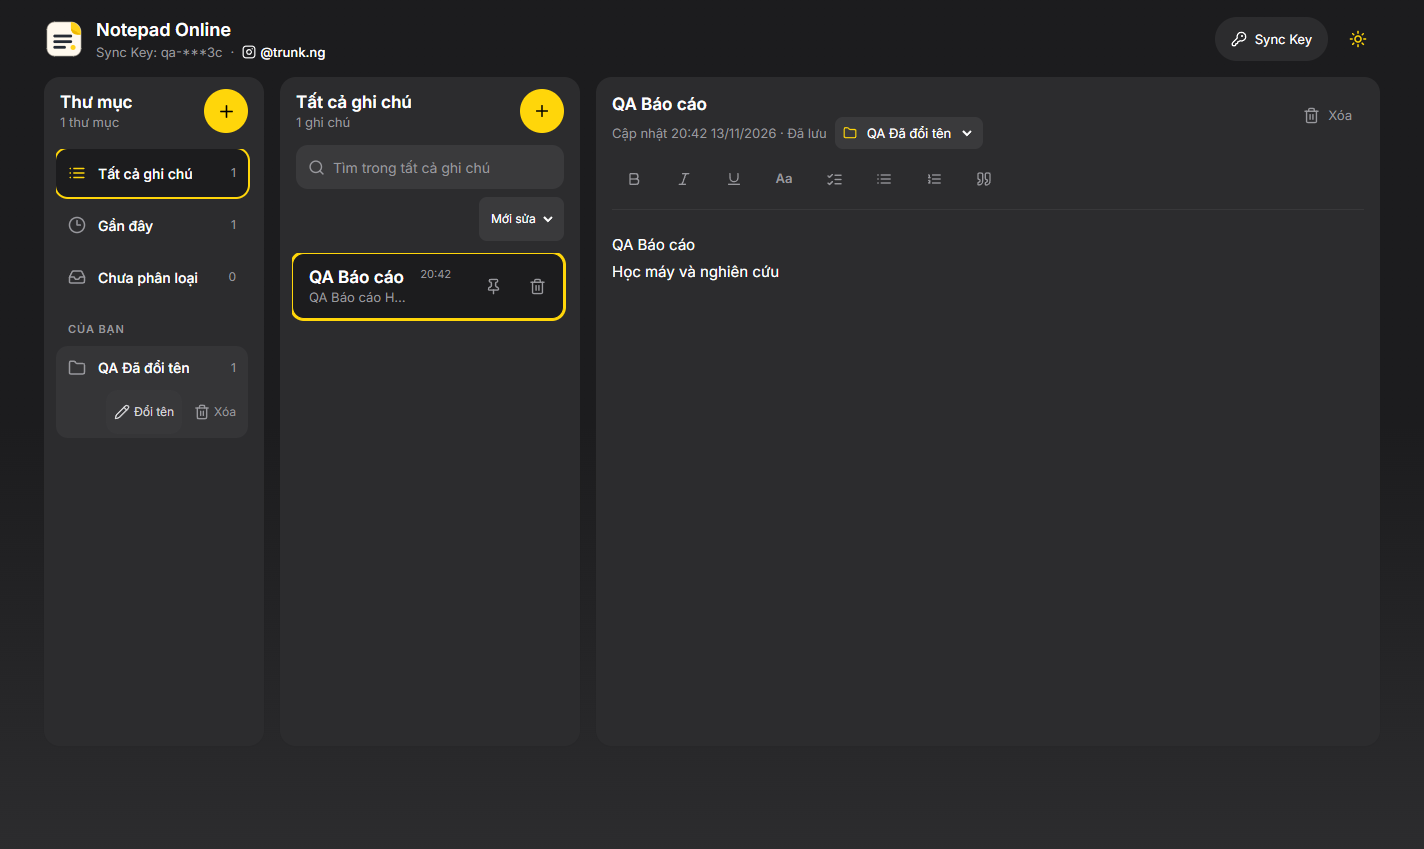 Notepad Online
Sync Key: qa-***3c · @trunk.ng
Sync Key
Thư mục
1 thư mục
Tất cả ghi chú 1
Gần đây 1
Chưa phân loại 0
CỦA BẠN
QA Đã đổi tên 1
Đổi tên Xóa
Tất cả ghi chú
1 ghi chú
Tìm trong tất cả ghi chú
Mới sửa
QA Báo cáo 20:42
QA Báo cáo H...
QA Báo cáo
Cập nhật 20:42 13/11/2026 · Đã lưu QA Đã đổi tên
Xóa
B I U Aa
QA Báo cáo
Học máy và nghiên cứu